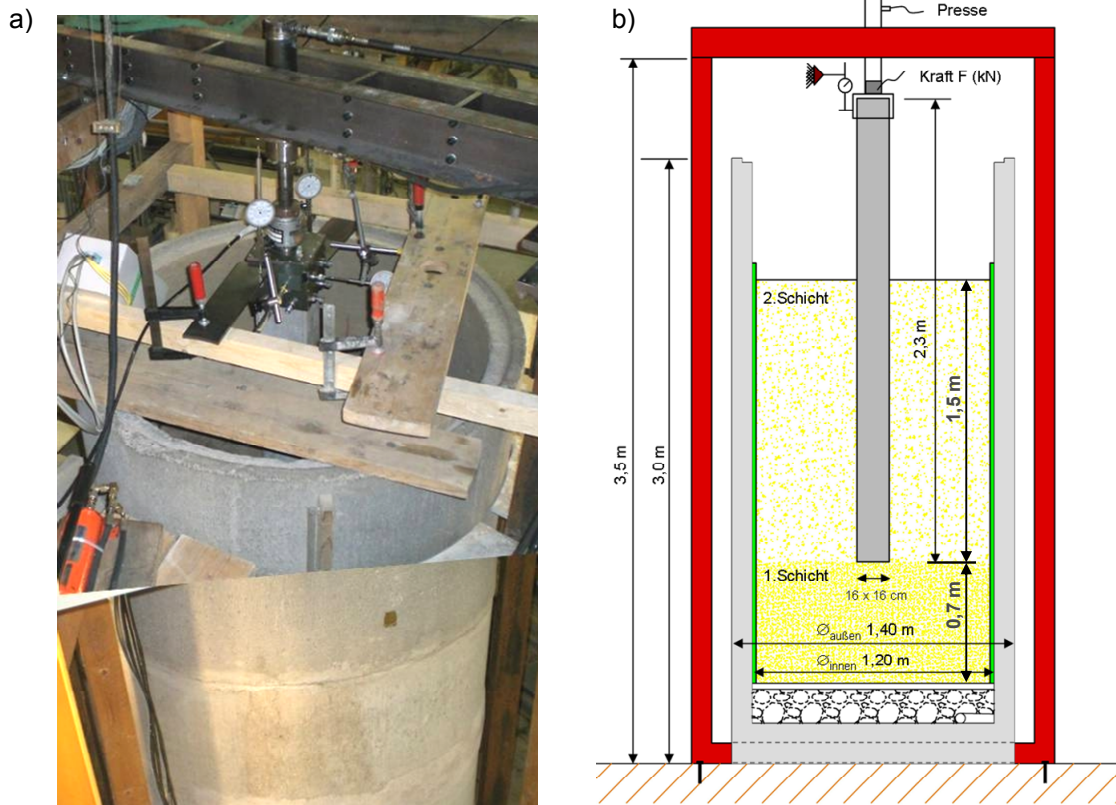 a)
b)
Presse
Kraft F (kN)
2.Schicht
2,3 m
1,5 m
3,5 m
3,0 m
1.Schicht
16 x 16 cm
0,7 m
∅außen 1,40 m
∅innen 1,20 m